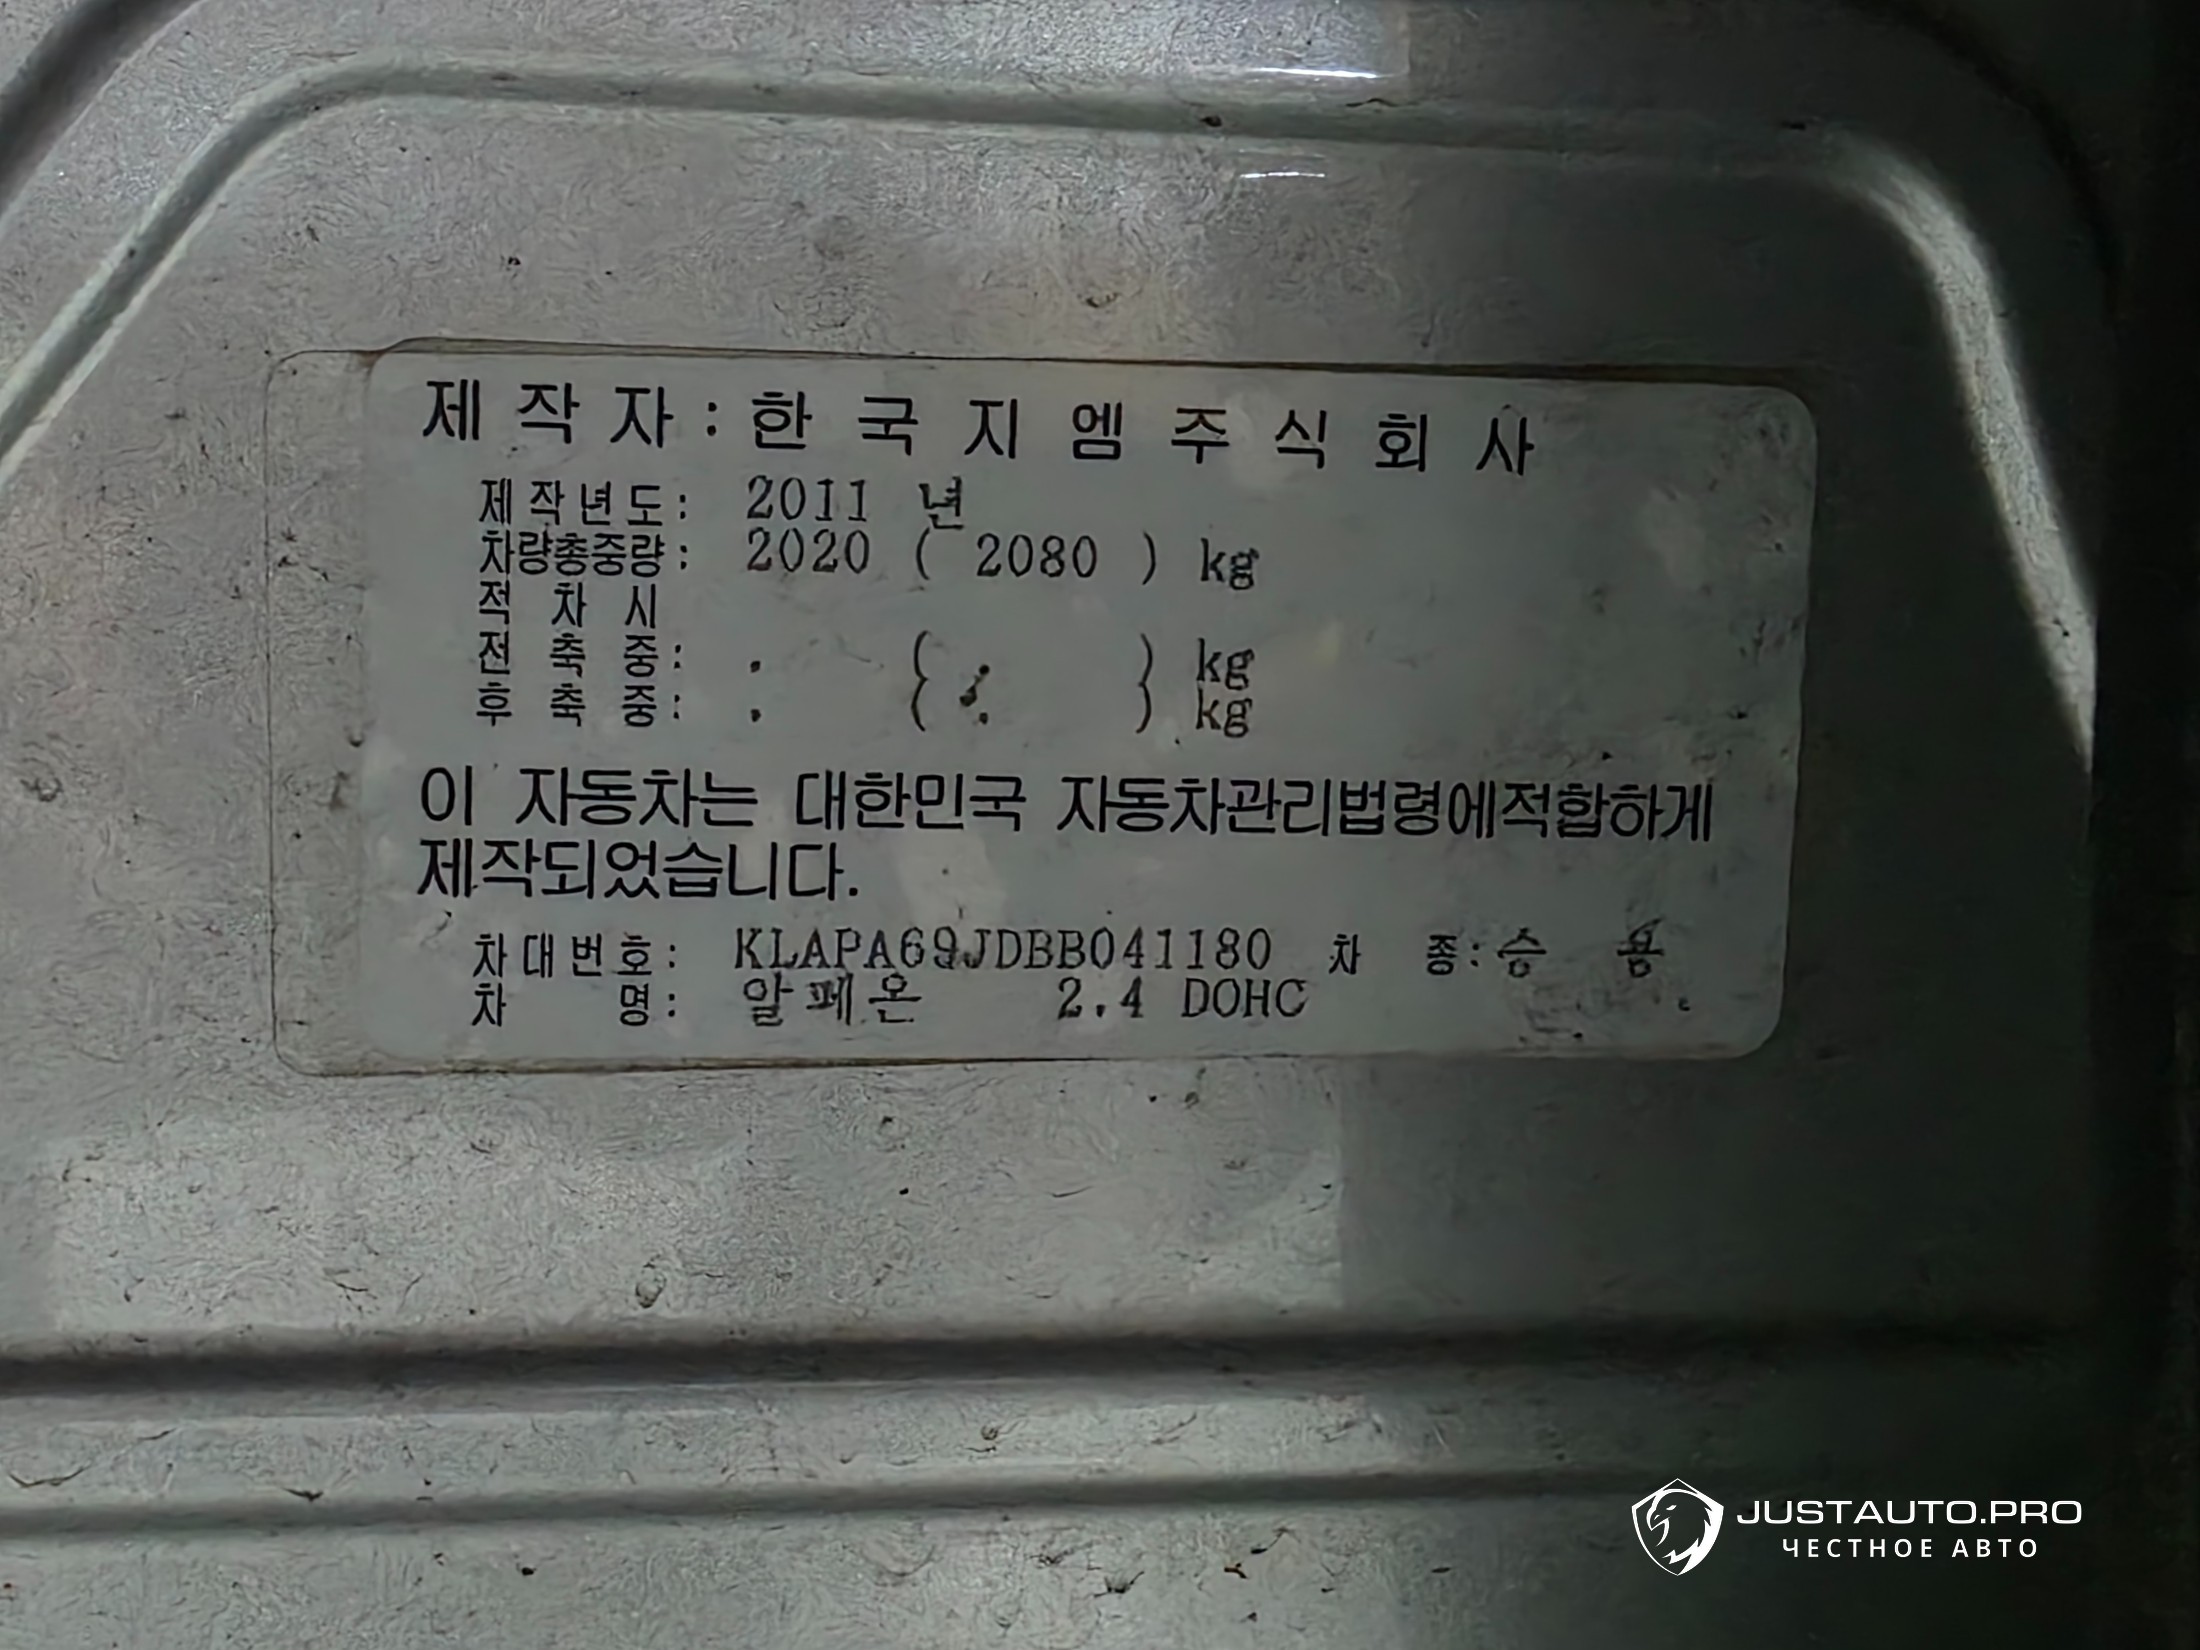 제 작 자 : 한 국 지 엠 주 식 회 사
제 작 년 도 : 2011 년
차량총중량 : 2020 ( 2080 ) kg
적 차 시
전 축 중 : . ( . ) kg
후 축 중 : . ( . ) kg
이 자동차는 대한민국 자동차관리법령에적합하게
제작되었습니다.
차 대 번 호 : KLAPA69JDBB041180 차 종 : 승 용
차 명 : 알페온 2.4 DOHC
JUSTAUTO.PRO
ЧЕСТНОЕ АВТО